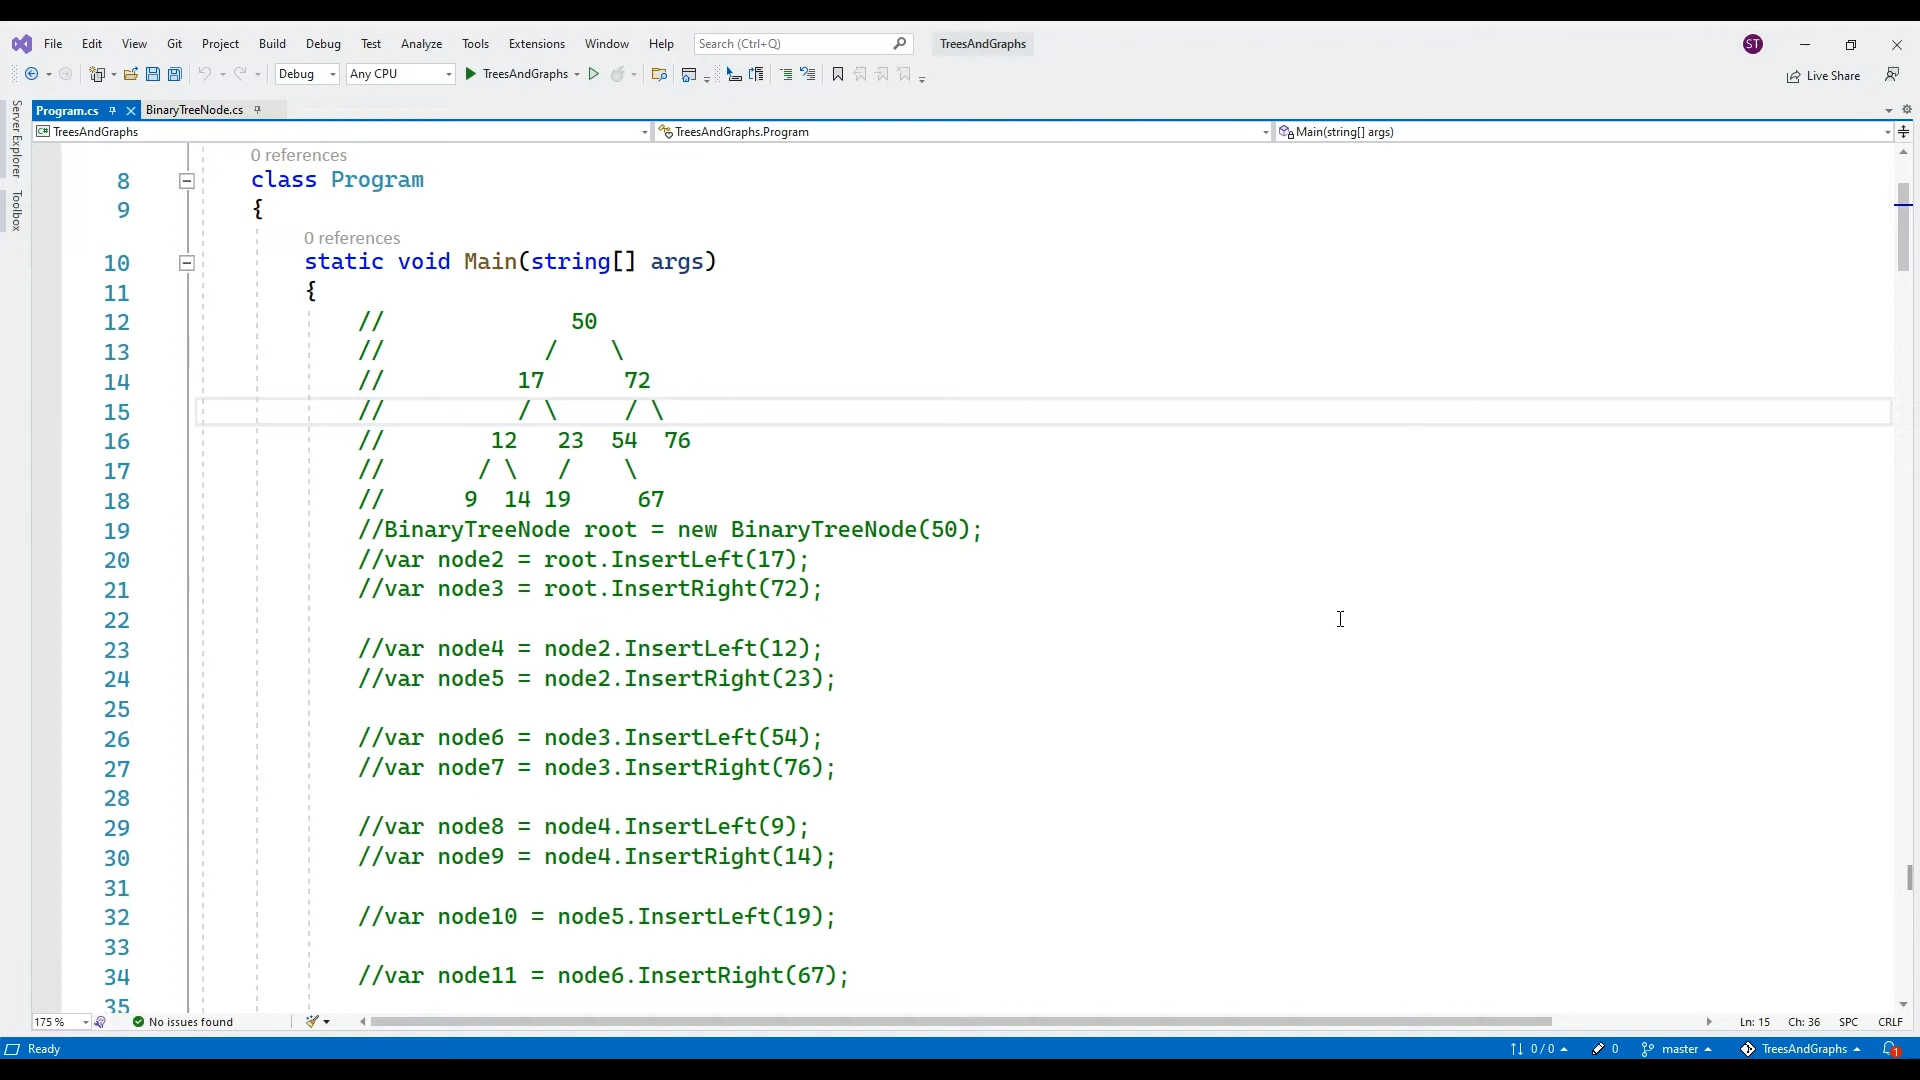 File Edit View Git Project Build Debug Test Analyze Tools Extensions Window Help Search (Ctrl+Q) TreesAndGraphs ST
Debug Any CPU TreesAndGraphs Live Share
Program.cs BinaryTreeNode.cs
TreesAndGraphs TreesAndGraphs.Program Main(string[] args)
Server Explorer
Toolbox
0 references
8 class Program
9 {
0 references
10 static void Main(string[] args)
11 {
12 // 50
13 // / \
14 // 17 72
15 // / \ / \
16 // 12 23 54 76
17 // / \ / \
18 // 9 14 19 67
19 //BinaryTreeNode root = new BinaryTreeNode(50);
20 //var node2 = root.InsertLeft(17);
21 //var node3 = root.InsertRight(72);
22
23 //var node4 = node2.InsertLeft(12);
24 //var node5 = node2.InsertRight(23);
25
26 //var node6 = node3.InsertLeft(54);
27 //var node7 = node3.InsertRight(76);
28
29 //var node8 = node4.InsertLeft(9);
30 //var node9 = node4.InsertRight(14);
31
32 //var node10 = node5.InsertLeft(19);
33
34 //var node11 = node6.InsertRight(67);
35
175 % No issues found Ln: 15 Ch: 36 SPC CRLF
Ready 0 / 0 0 master TreesAndGraphs 1